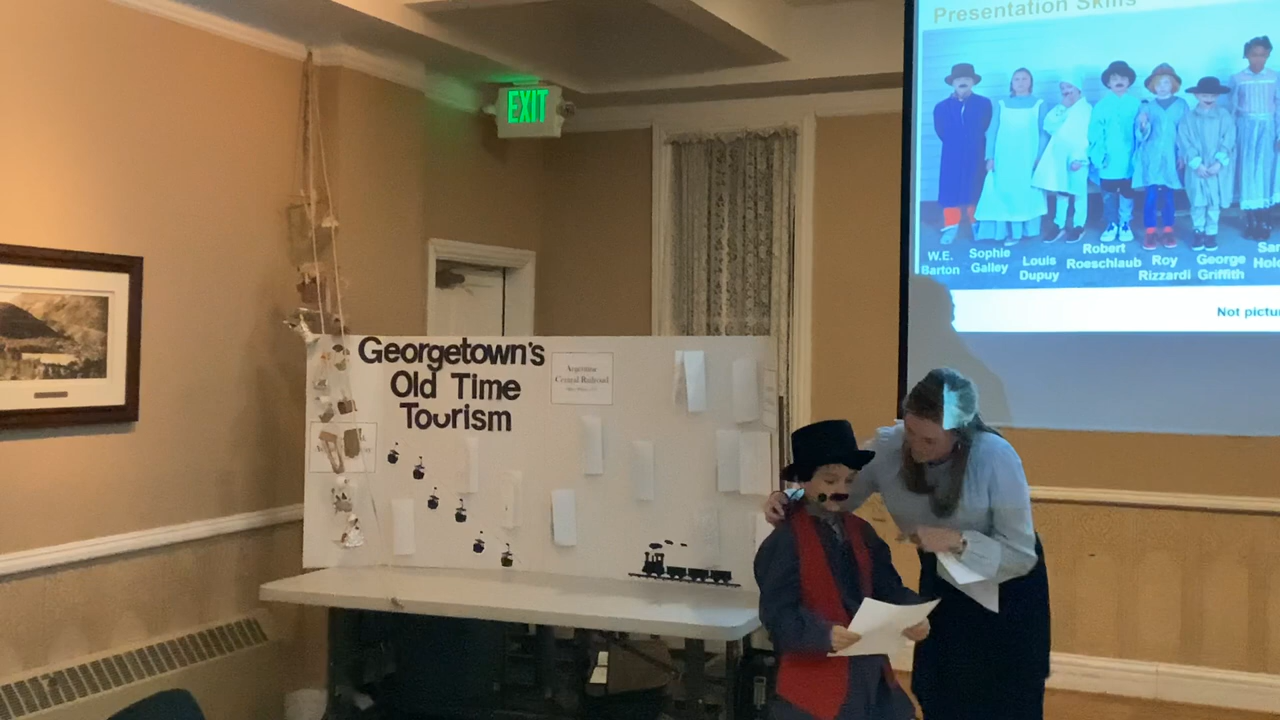 Presentation Skills
EXIT
W.E.
Barton
Sophie
Galley
Louis
Dupuy
Robert
Roeschlaub
Roy
Rizzardi
George
Griffith
Not
Georgetown's
Old Time
Tourism
Argentine
Central Railroad